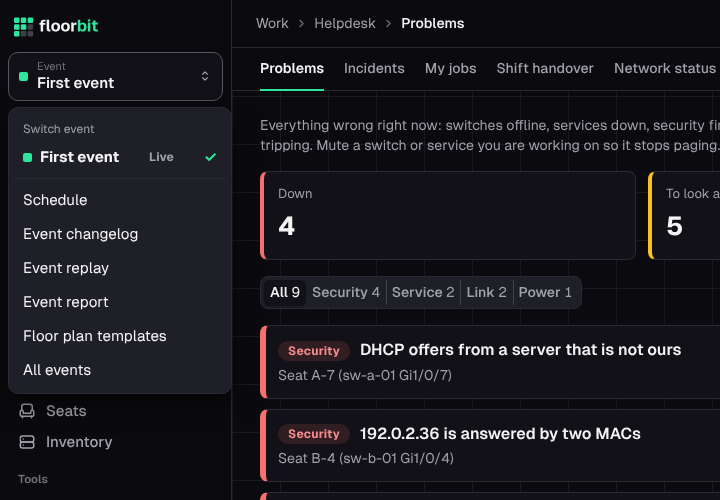 floorbit
Event
First event
Switch event
First event Live
Schedule
Event changelog
Event replay
Event report
Floor plan templates
All events
Seats
Inventory
Tools
Work > Helpdesk > Problems
Problems Incidents My jobs Shift handover Network status
Everything wrong right now: switches offline, services down, security
tripping. Mute a switch or service you are working on so it stops paging.
Down
4
To look
5
All 9 Security 4 Service 2 Link 2 Power 1
Security DHCP offers from a server that is not ours
Seat A-7 (sw-a-01 Gi1/0/7)
Security 192.0.2.36 is answered by two MACs
Seat B-4 (sw-b-01 Gi1/0/4)